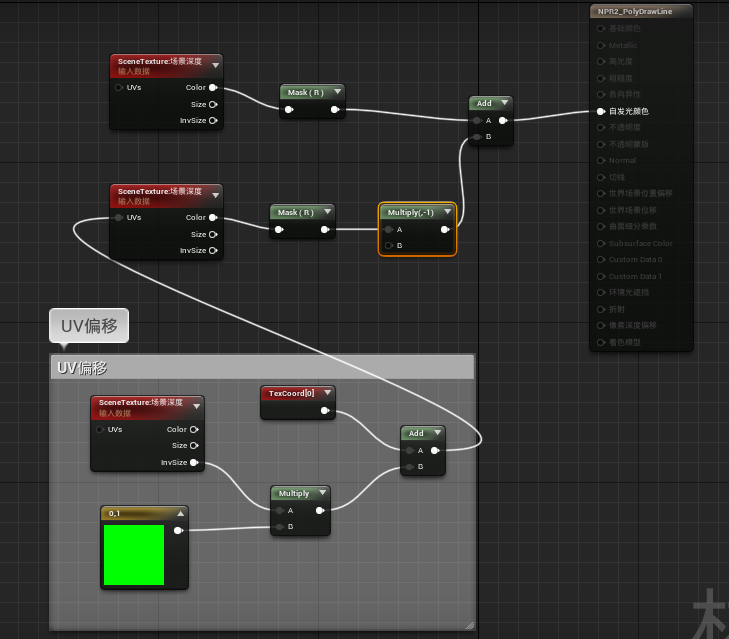 NPR2_PolyDrawLine
基础颜色
Metallic
高光度
粗糙度
各向异性
自发光颜色
不透明度
不透明蒙版
Normal
切线
世界场景位置偏移
世界场景位移
曲面细分乘数
Subsurface Color
Custom Data 0
Custom Data 1
环境光遮挡
折射
像素深度偏移
着色模型
SceneTexture:场景深度
输入数据
UVs
Color
Size
InvSize
Mask ( R )
Add
A
B
SceneTexture:场景深度
输入数据
UVs
Color
Size
InvSize
Mask ( R )
Multiply(,-1)
A
B
UV偏移
UV偏移
SceneTexture:场景深度
输入数据
UVs
Color
Size
InvSize
TexCoord[0]
Add
A
B
Multiply
A
B
0,1